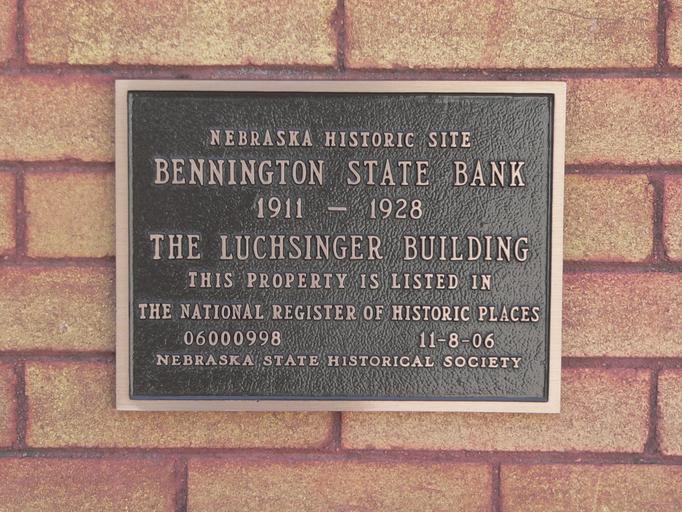 NEBRASKA HISTORIC SITE
BENNINGTON STATE BANK
1911 — 1928
THE LUCHSINGER BUILDING
THIS PROPERTY IS LISTED IN
THE NATIONAL REGISTER OF HISTORIC PLACES
06000998 11-8-06
NEBRASKA STATE HISTORICAL SOCIETY